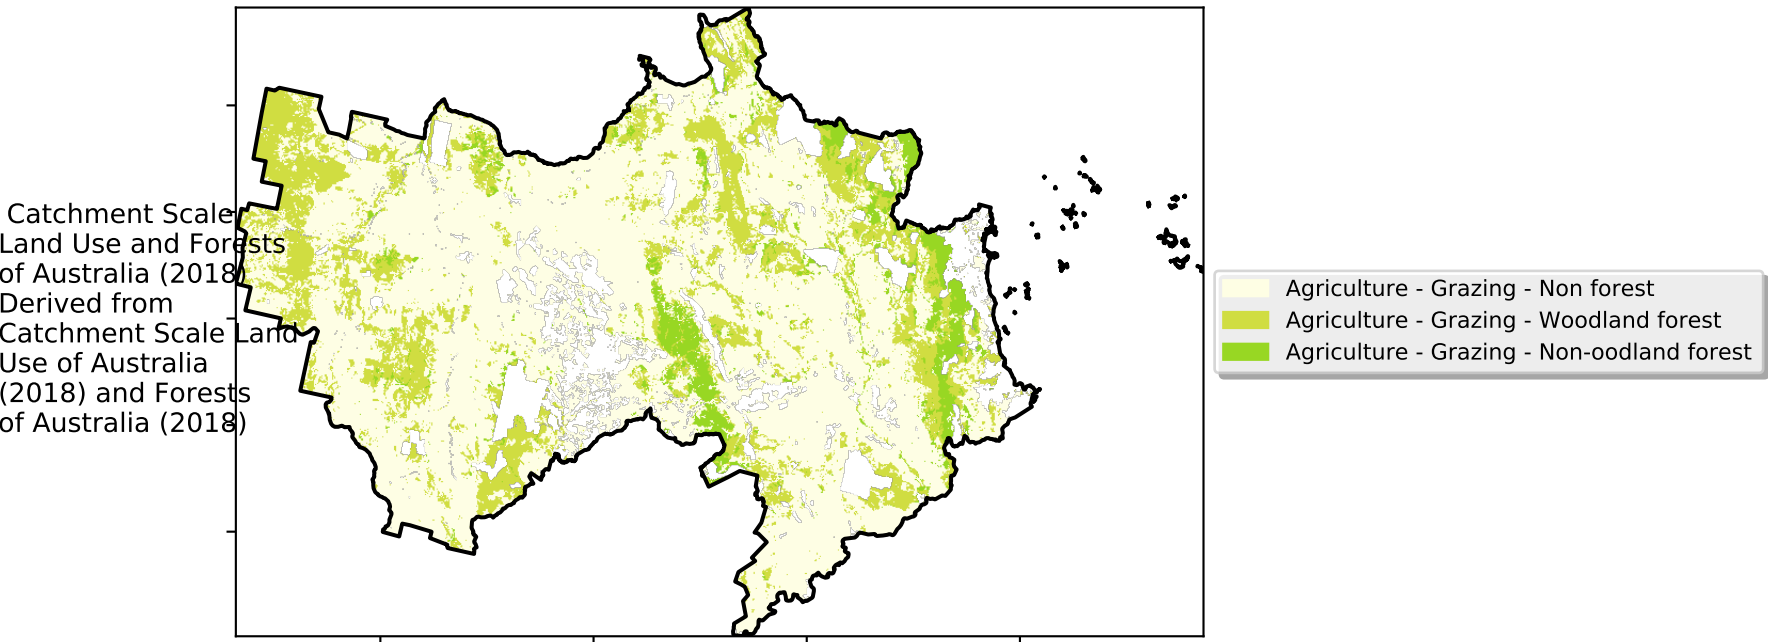 Catchment Scale
Land Use and Forests
of Australia (2018)
Derived from
Catchment Scale Land
Use of Australia
(2018) and Forests
of Australia (2018)
Agriculture - Grazing - Non forest
Agriculture - Grazing - Woodland forest
Agriculture - Grazing - Non-oodland forest